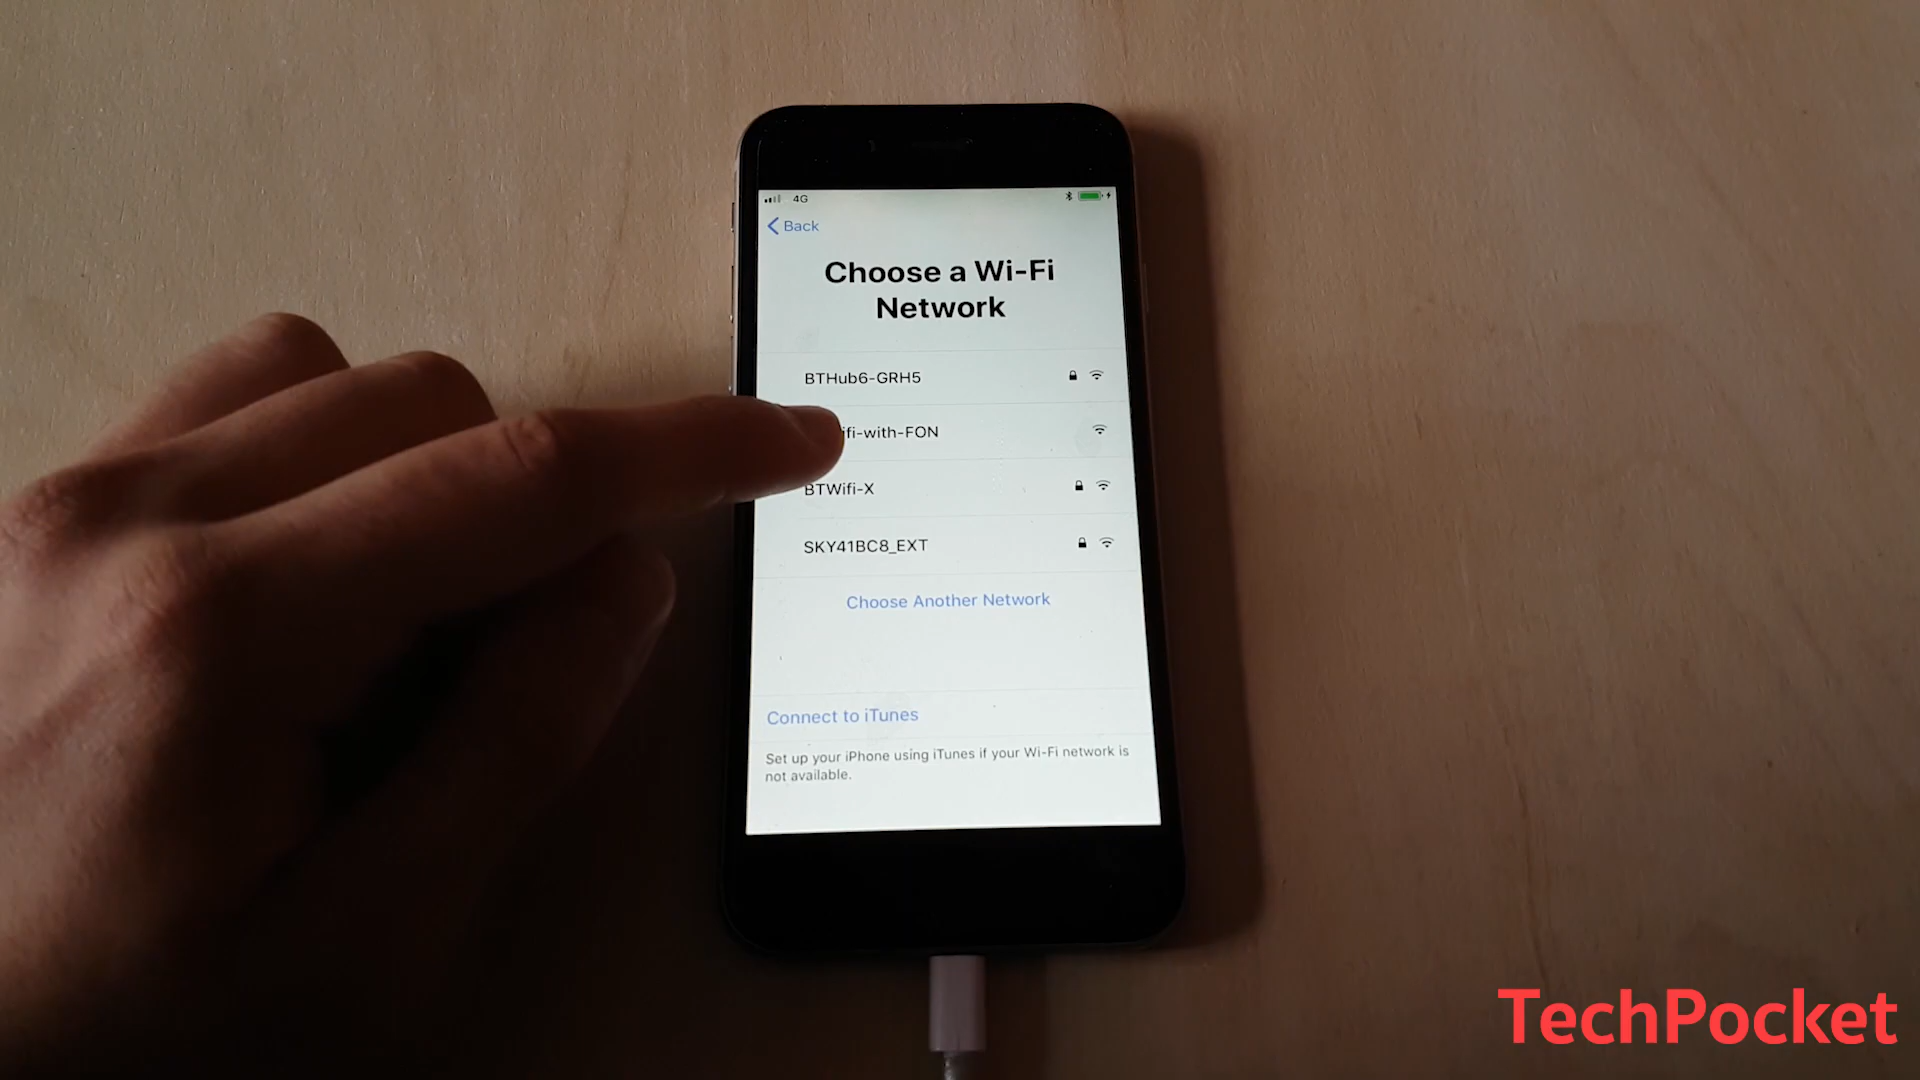 4G
Back
Choose a Wi-Fi
Network
BTHub6-GRH5
ifi-with-FON
BTWifi-X
SKY41BC8_EXT
Choose Another Network
Connect to iTunes
Set up your iPhone using iTunes if your Wi-Fi network is
not available.
TechPocket